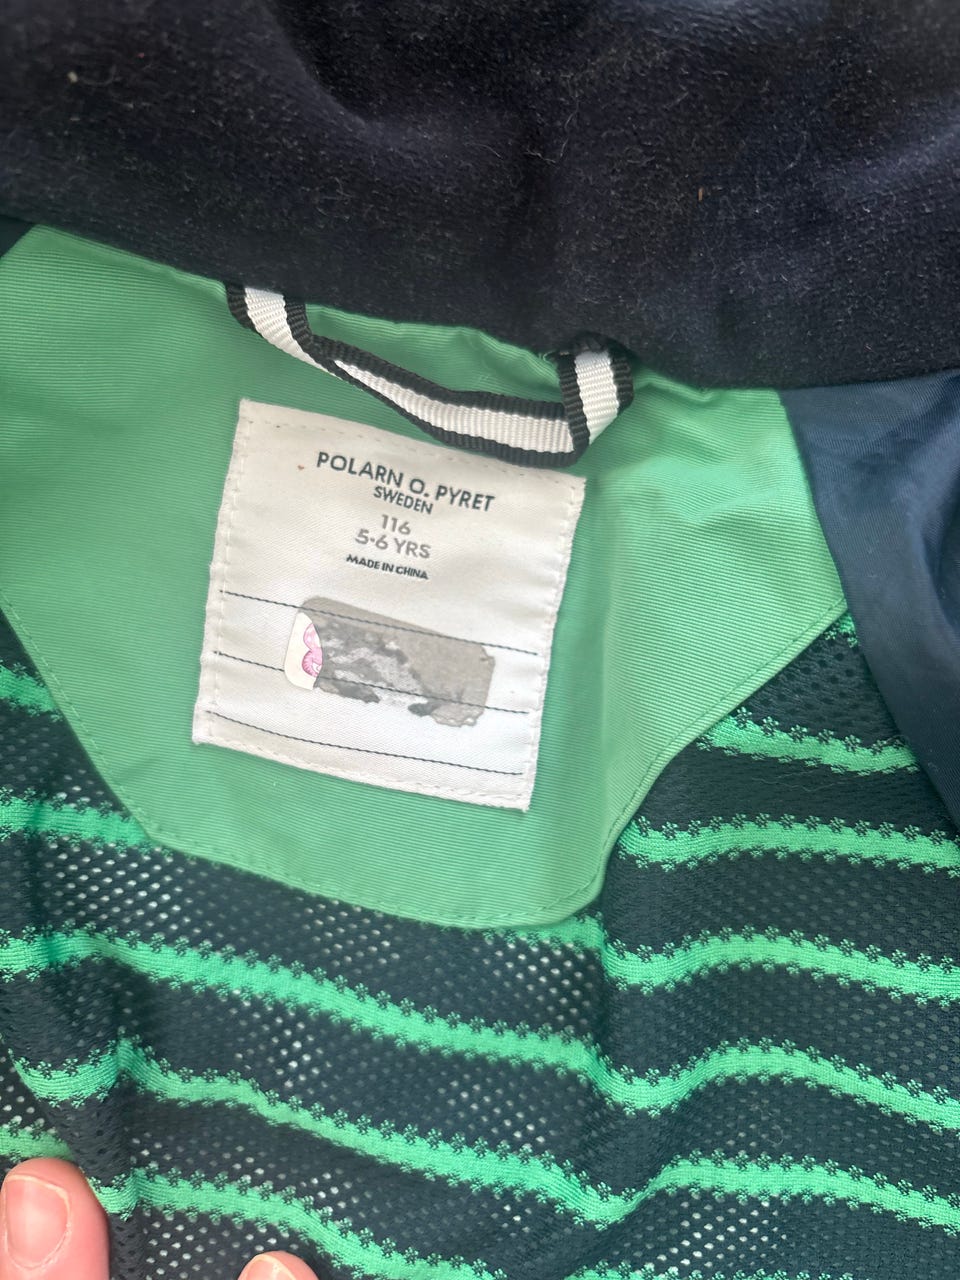 POLARN O. PYRET
SWEDEN
116
5-6 YRS
MADE IN CHINA